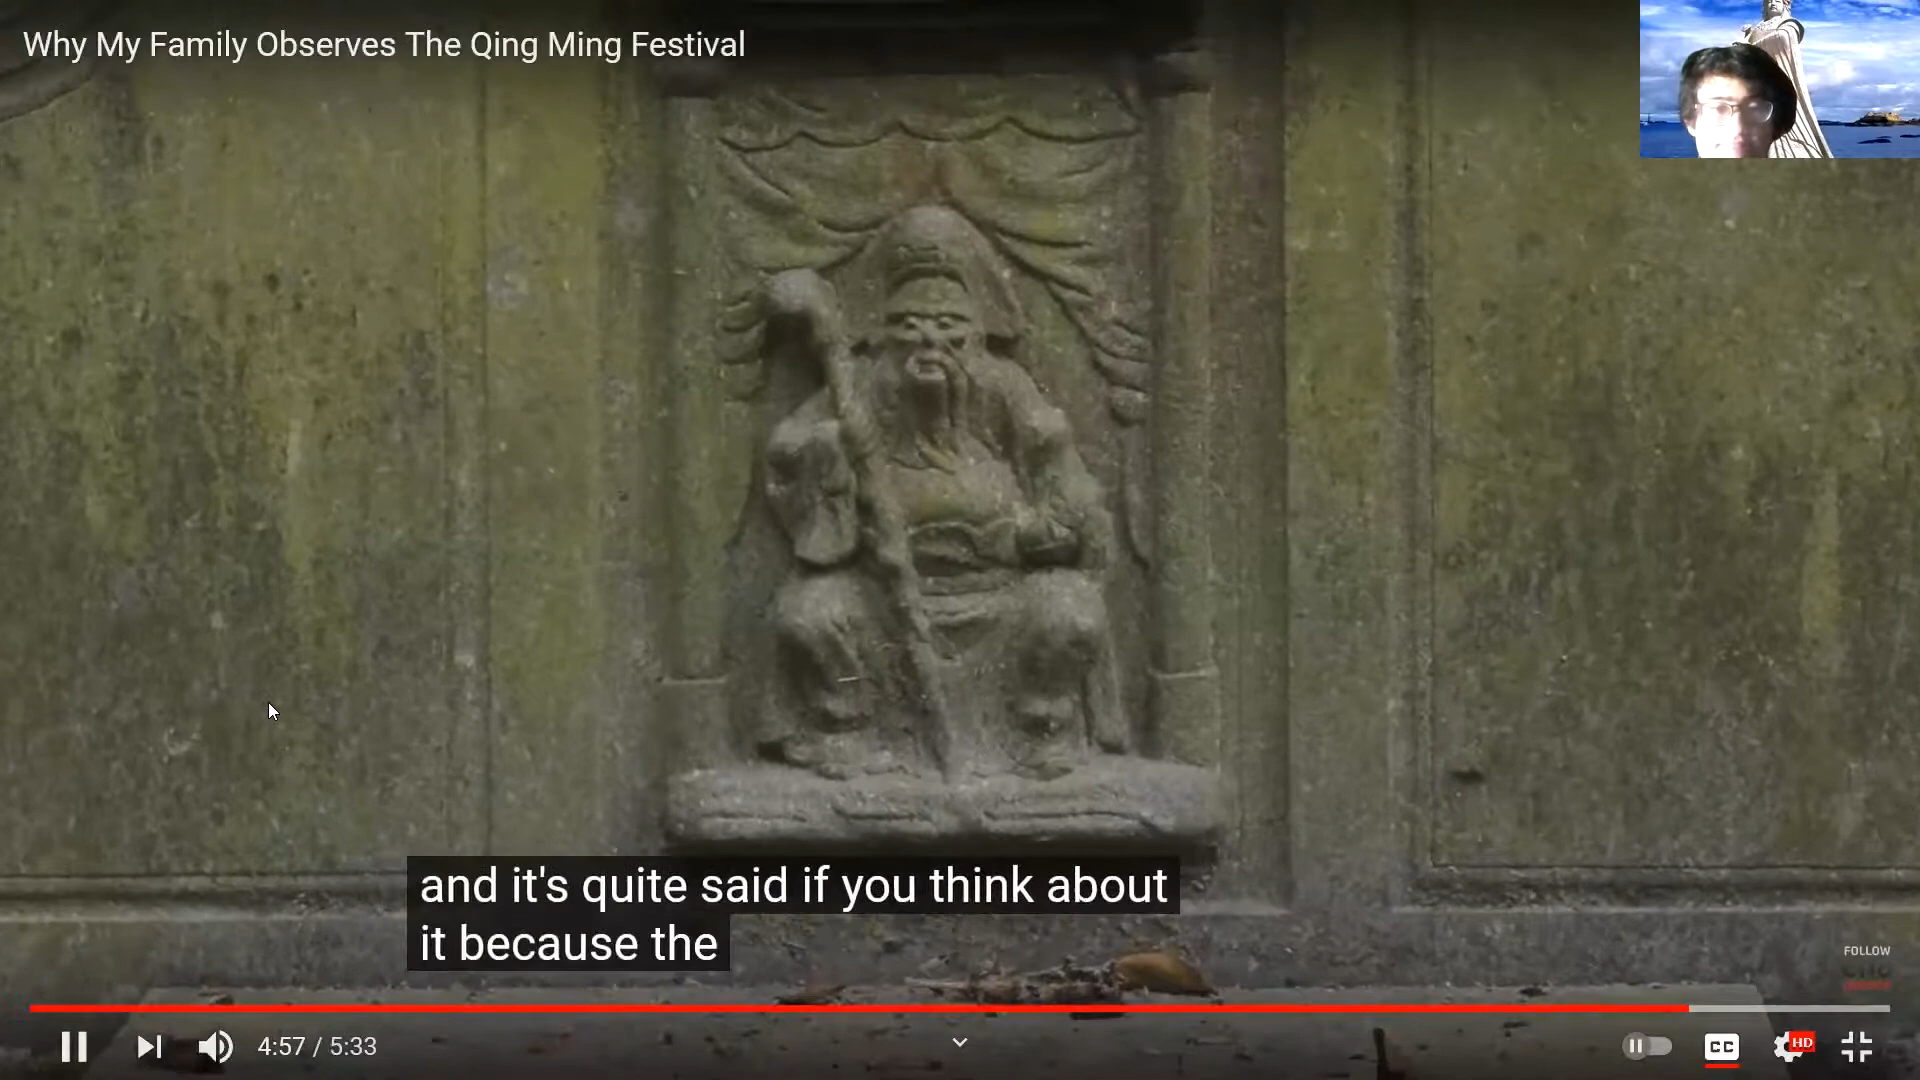 Why My Family Observes The Qing Ming Festival
and it's quite said if you think about
it because the
FOLLOW
4:57 / 5:33
CC
HD